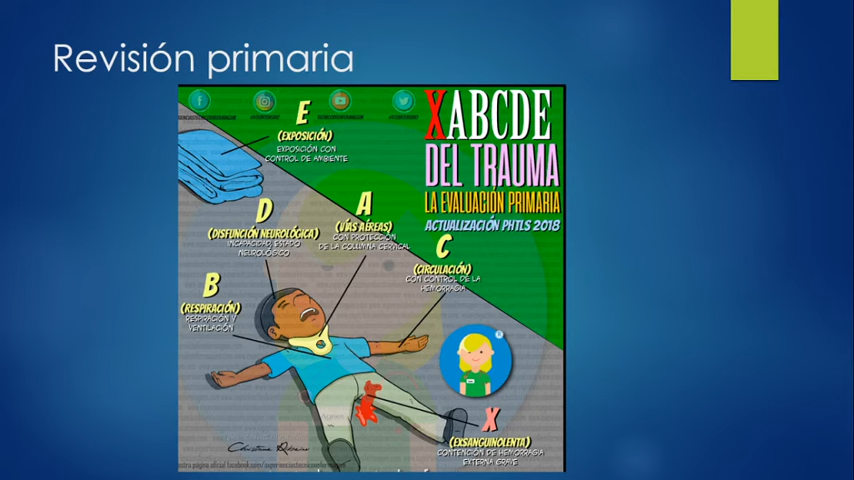 Revisión primaria
XABCDE
DEL TRAUMA
LA EVALUACIÓN PRIMARIA
ACTUALIZACIÓN PHTLS 2018
E
(EXPOSICIÓN)
EXPOSICIÓN CON
CONTROL DE AMBIENTE
D
(DISFUNCIÓN NEUROLÓGICA)
INCAPACIDAD, ESTADO
NEUROLÓGICO
A
(VÍAS AÉREAS)
CON PROTECCIÓN
DE LA COLUMNA CERVICAL
C
(CIRCULACIÓN)
CON CONTROL DE LA
HEMORRAGIA
B
(RESPIRACIÓN)
RESPIRACIÓN Y
VENTILACIÓN
X
(EXSANGUINOLENTA)
CONTENCIÓN DE HEMORRAGIA
EXTERNA GRAVE